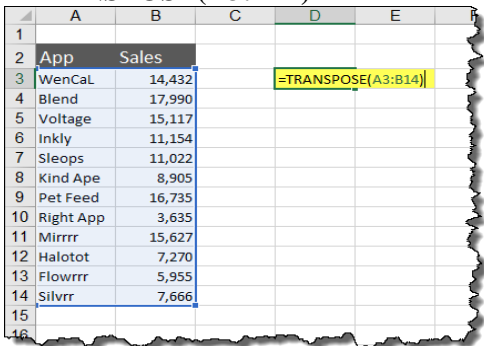 A B C D E
1
2 App Sales
3 WenCaL 14,432 =TRANSPOSE(A3:B14)
4 Blend 17,990
5 Voltage 15,117
6 Inkly 11,154
7 Sleops 11,022
8 Kind Ape 8,905
9 Pet Feed 16,735
10 Right App 3,635
11 Mirrrr 15,627
12 Halotot 7,270
13 Flowrrr 5,955
14 Silvrr 7,666
15
16